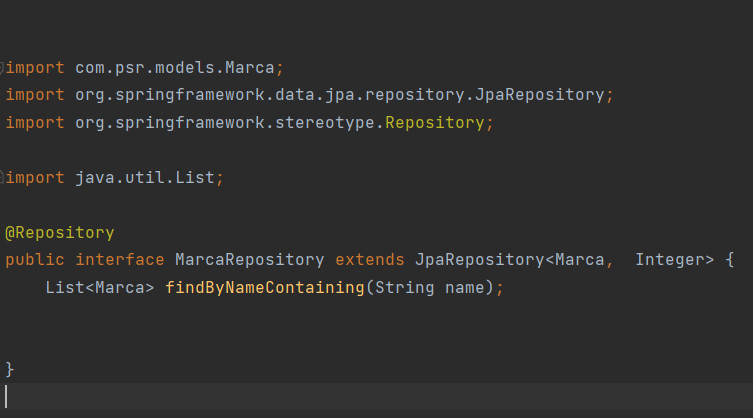 import com.psr.models.Marca;
import org.springframework.data.jpa.repository.JpaRepository;
import org.springframework.stereotype.Repository;
import java.util.List;
@Repository
public interface MarcaRepository extends JpaRepository<Marca,  Integer> {
    List<Marca> findByNameContaining(String name);
}